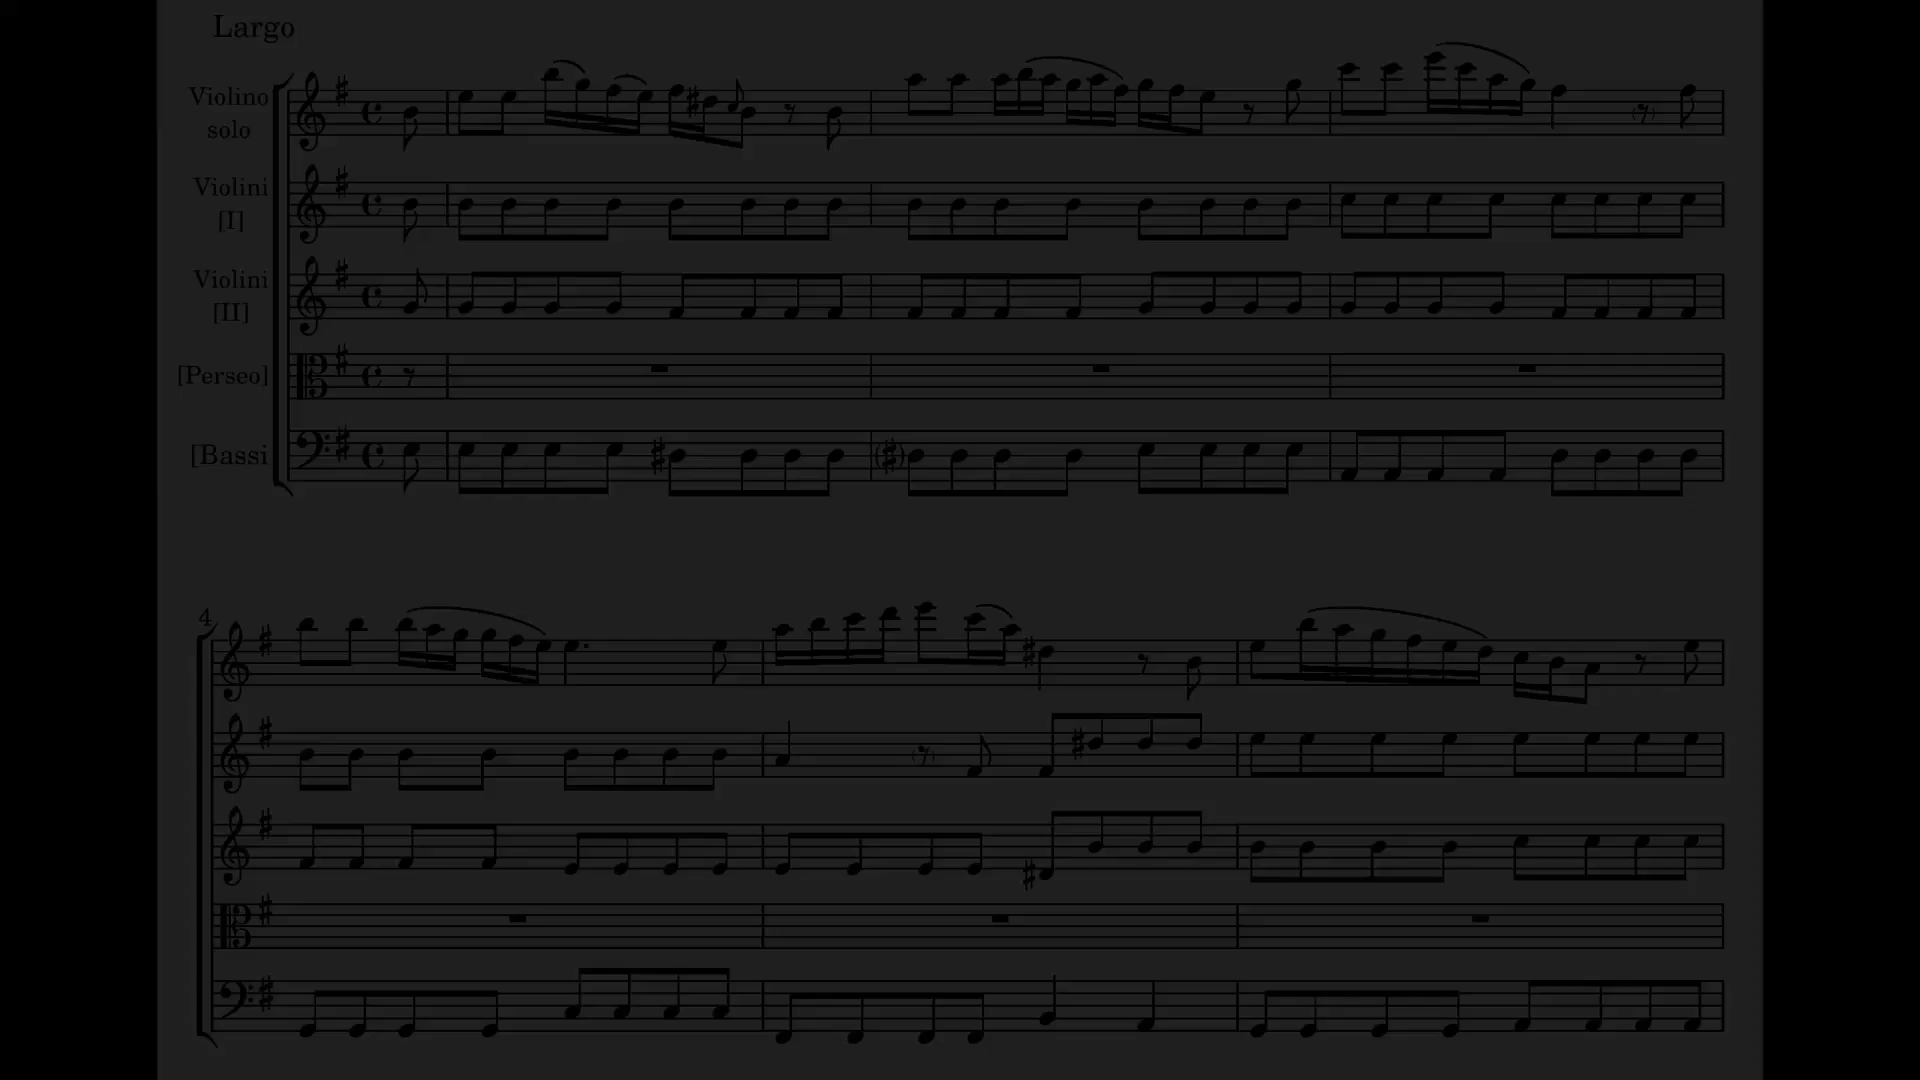 Largo
Violino
solo
Violini
[I]
Violini
[II]
[Perseo]
[Bassi
4